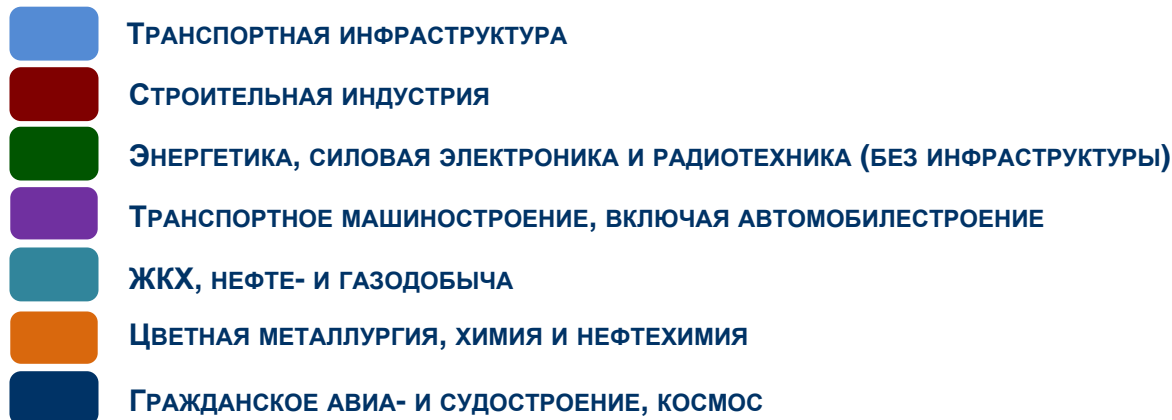 Транспортная инфраструктура
Строительная индустрия
Энергетика, силовая электроника и радиотехника (без инфраструктуры)
Транспортное машиностроение, включая автомобилестроение
ЖКХ, нефте- и газодобыча
Цветная металлургия, химия и нефтехимия
Гражданское авиа- и судостроение, космос